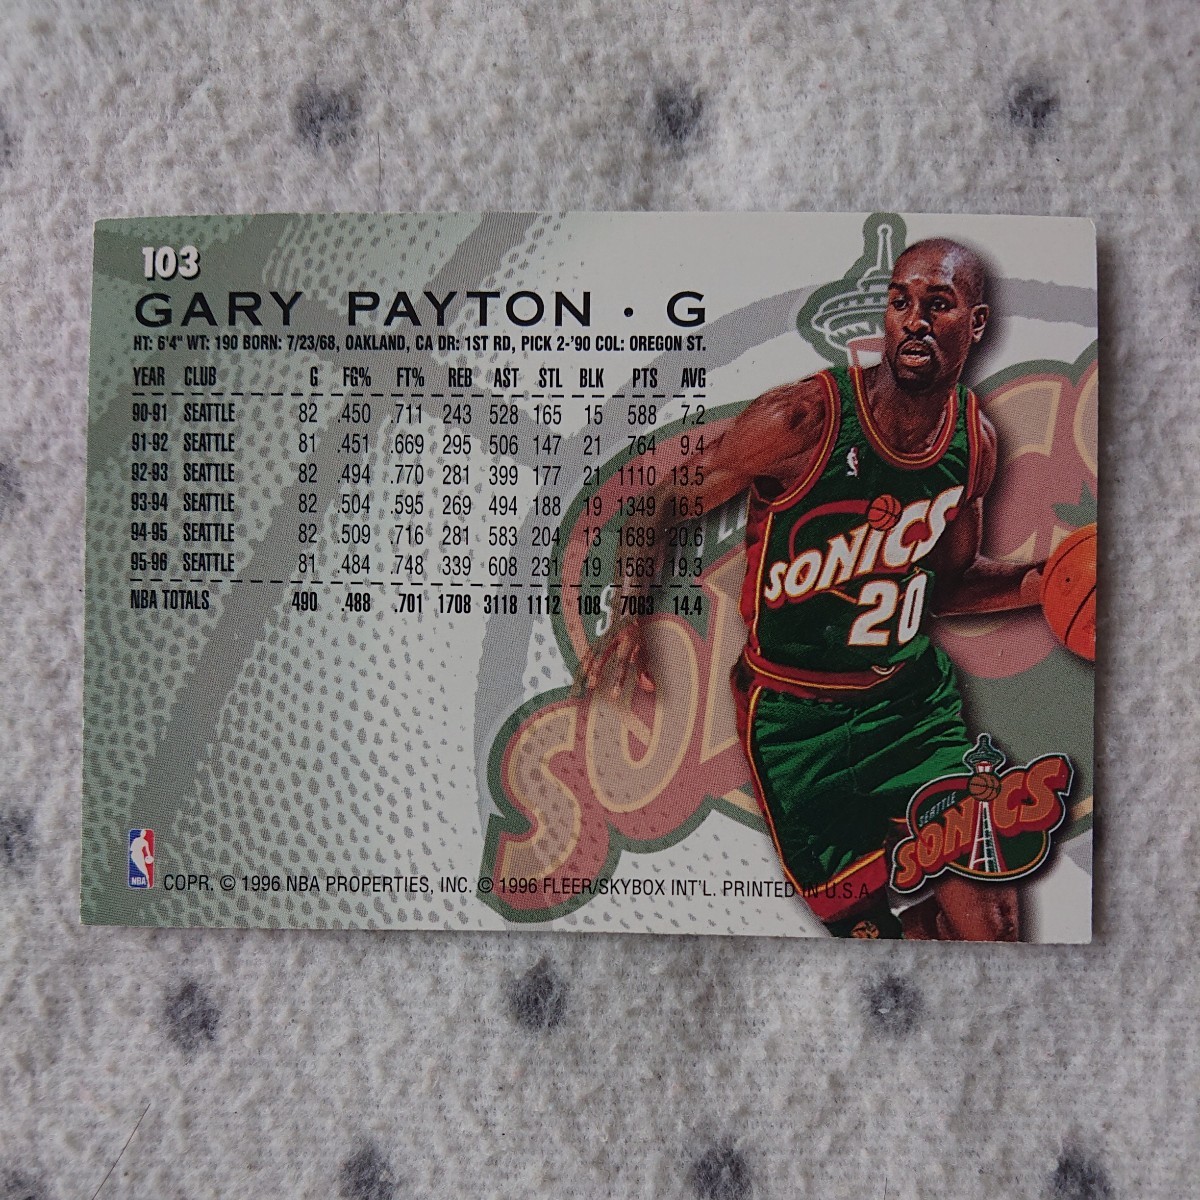 103
GARY PAYTON · G
HT: 6'4" WT: 190 BORN: 7/23/68, OAKLAND, CA DR: 1ST RD, PICK 2-'90 COL: OREGON ST.
YEAR CLUB G FG% FT% REB AST STL BLK PTS AVG
90-91 SEATTLE 82 .450 .711 243 528 165 15 588 7.2
91-92 SEATTLE 81 .451 .669 295 506 147 21 764 9.4
92-93 SEATTLE 82 .494 .770 281 399 177 21 1110 13.5
93-94 SEATTLE 82 .504 .595 269 494 188 19 1349 16.5
94-95 SEATTLE 82 .509 .716 281 583 204 13 1689 20.6
95-96 SEATTLE 81 .484 .748 339 608 231 19 1563 19.3
NBA TOTALS 490 .488 .701 1708 3118 1112 108 7063 14.4
SONICS
20
SEATTLE
SONICS
NBA
COPR. © 1996 NBA PROPERTIES, INC. © 1996 FLEER/SKYBOX INT'L. PRINTED IN U.S.A